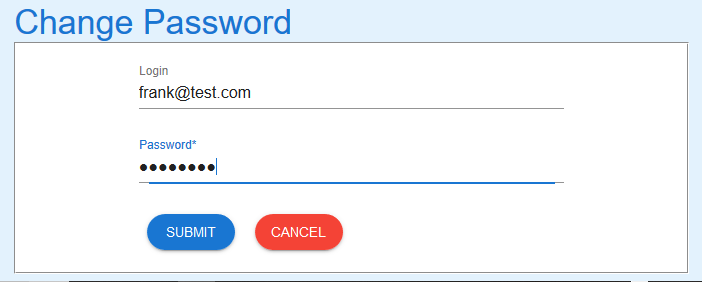 Change Password
Login
frank@test.com
Password*
••••••••
SUBMIT CANCEL